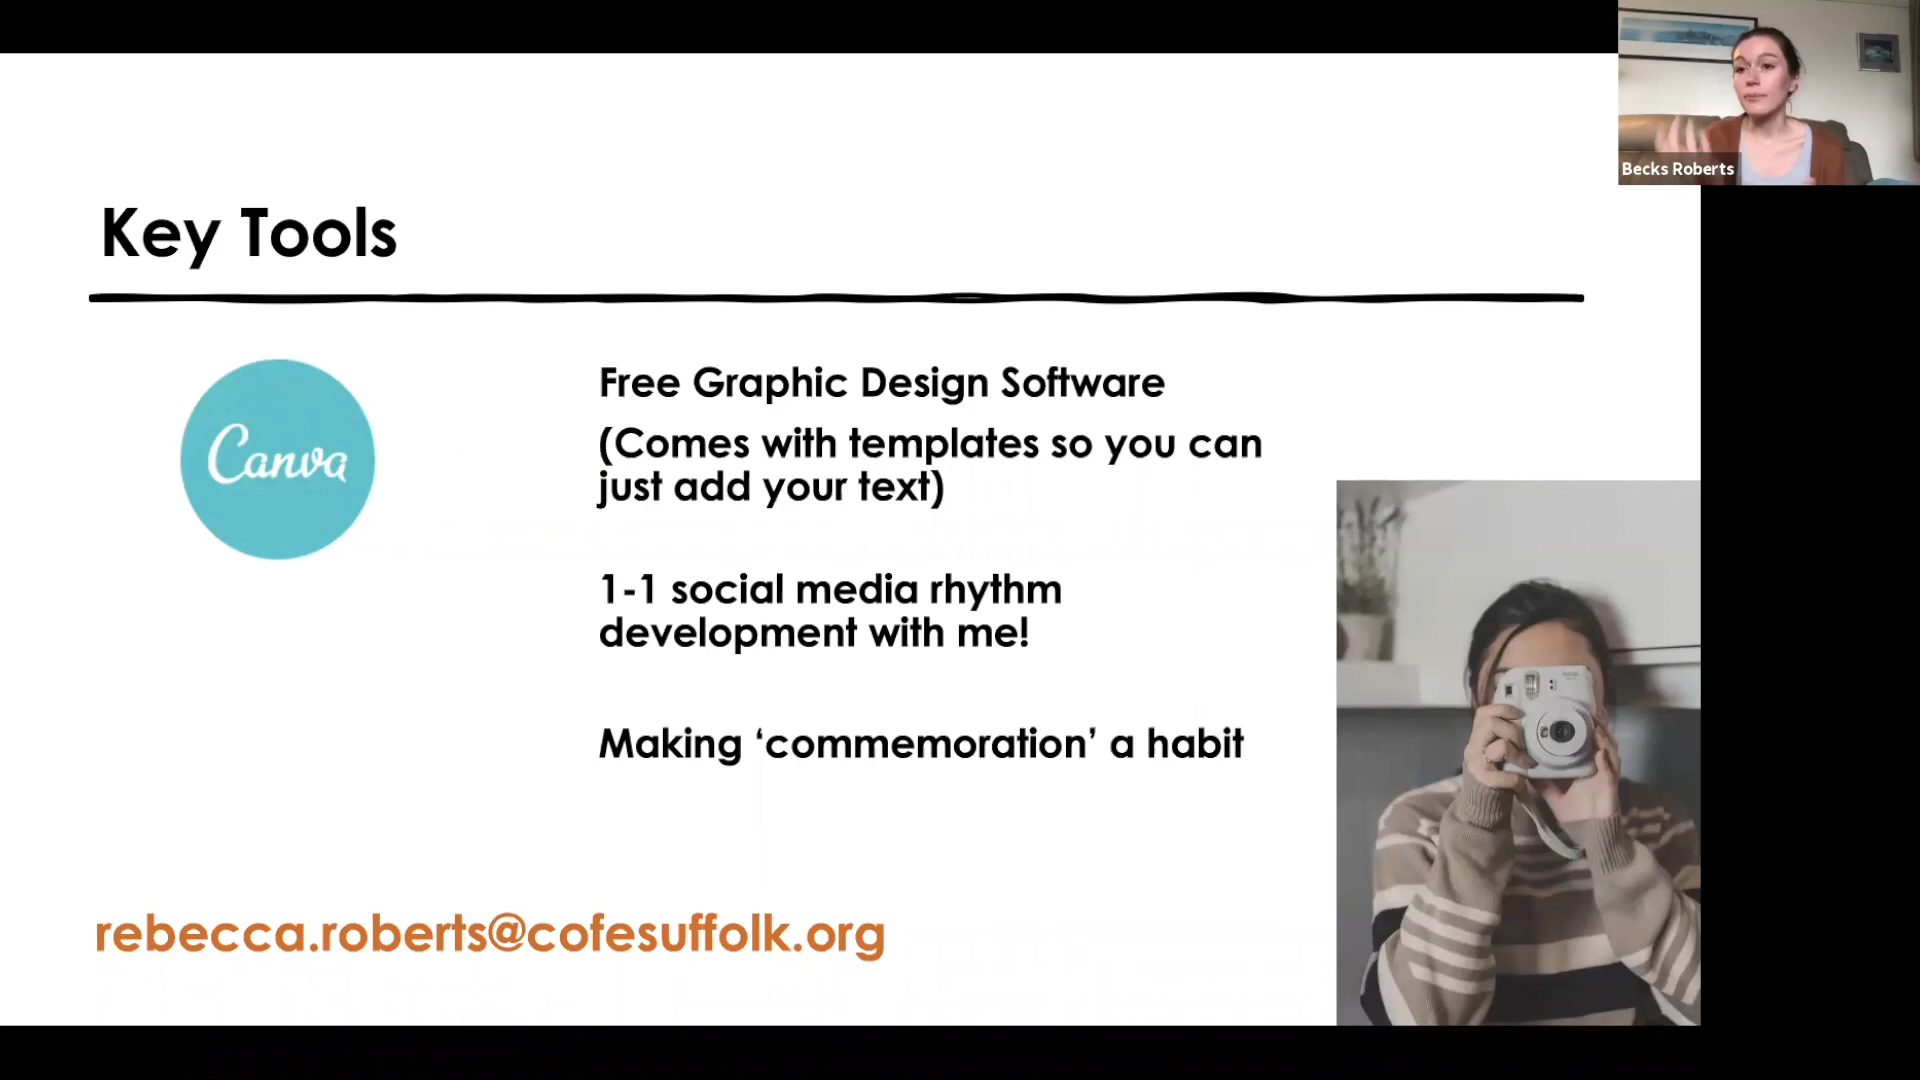 Becks Roberts
Key Tools
Canva
Free Graphic Design Software
(Comes with templates so you can
just add your text)
1-1 social media rhythm
development with me!
Making ‘commemoration’ a habit
rebecca.roberts@cofesuffolk.org